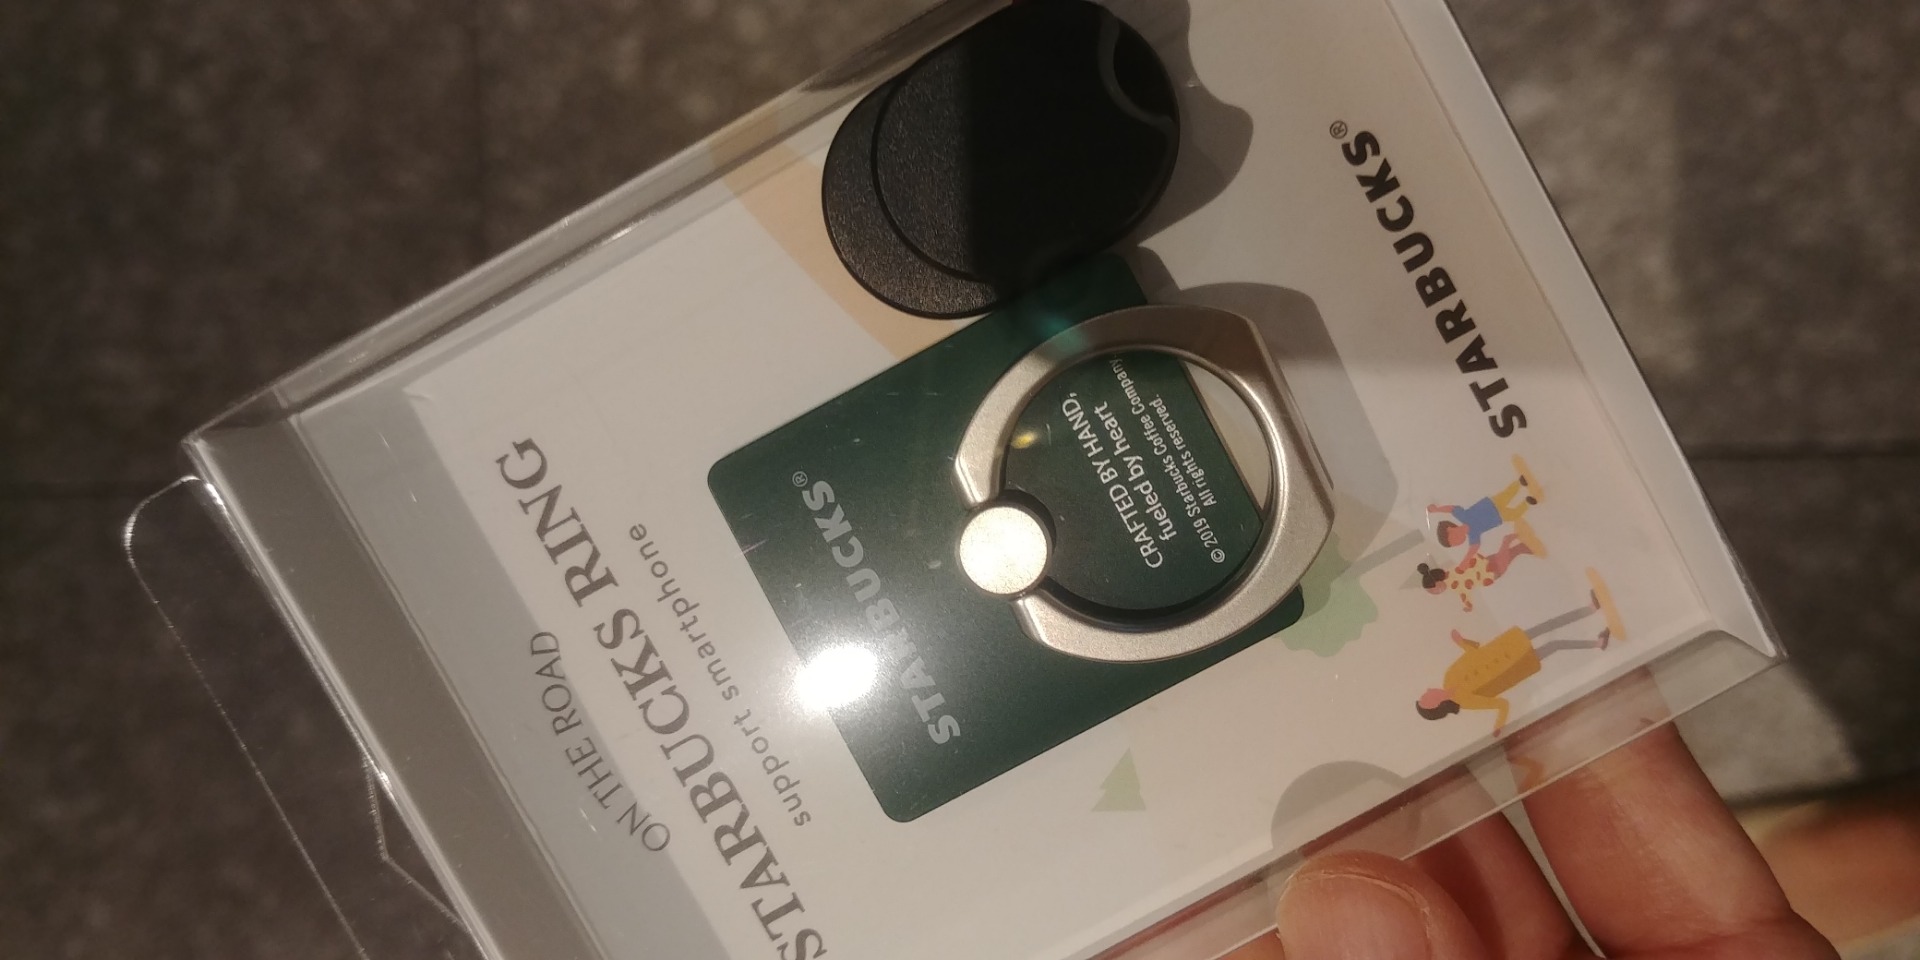 ON THE ROAD
STARBUCKS RING
support smartphone
STARBUCKS®
CRAFTED BY HAND,
fueled by heart
© 2019 Starbucks Coffee Company.
All rights reserved.
STARBUCKS®